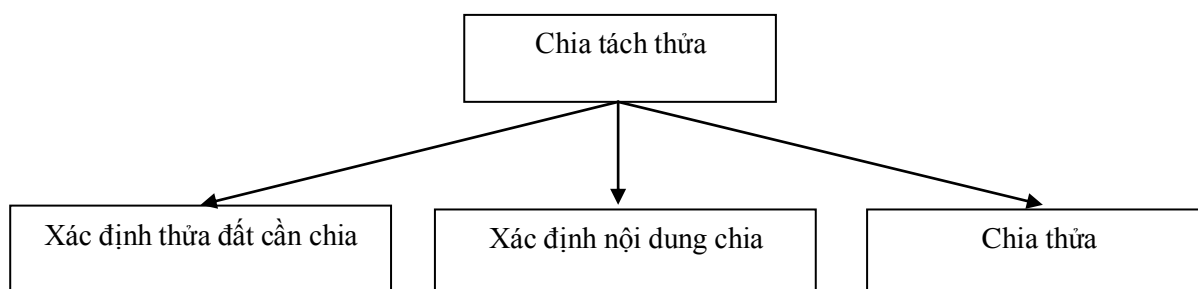 Chia tách thửa
Xác định thửa đất cần chia
Xác định nội dung chia
Chia thửa